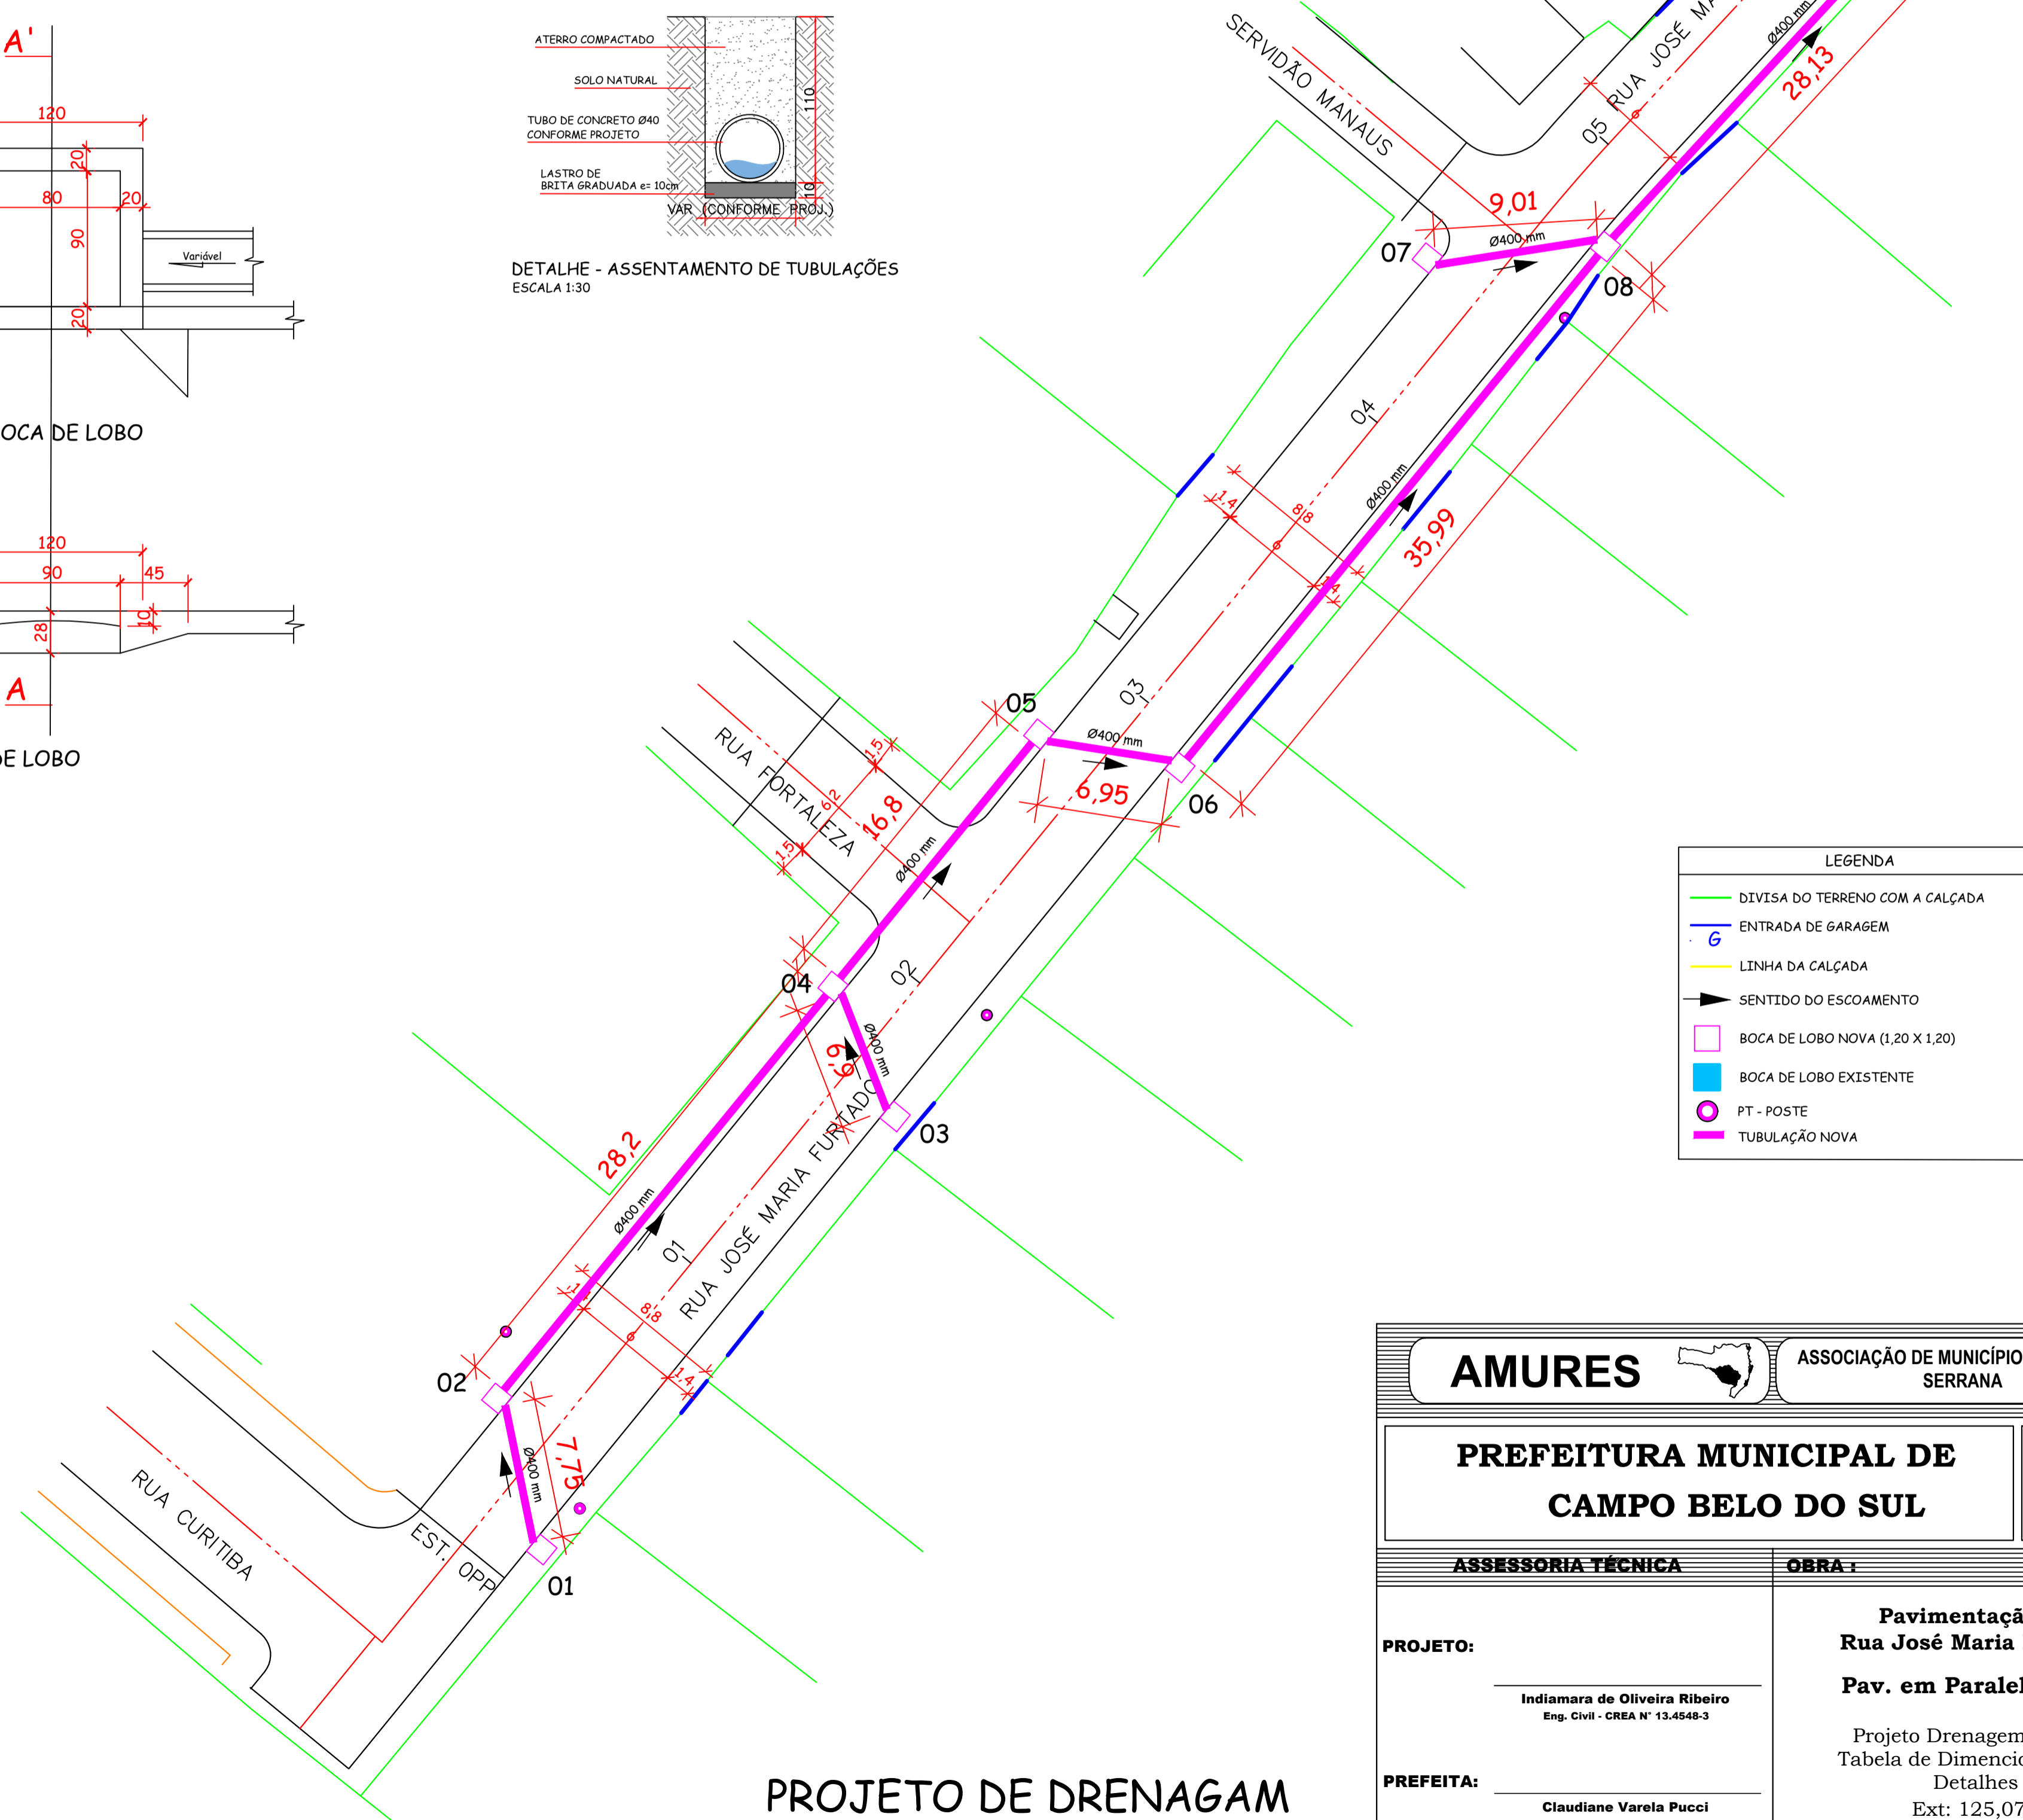 A'
120
20
80
20
90
Variável
20
OCA DE LOBO
120
90
45
10
28
A
DE LOBO
ATERRO COMPACTADO
SOLO NATURAL
TUBO DE CONCRETO Ø40
CONFORME PROJETO
LASTRO DE
BRITA GRADUADA e= 10cm
110
10
VAR (CONFORME PROJ.)
DETALHE - ASSENTAMENTO DE TUBULAÇÕES
ESCALA 1:30
SERVIDÃO MANAUS
RUA JOSÉ MA
05
Ø400 mm
28,13
9,01
Ø400 mm
07
08
04
1,4
8,8
1,4
Ø400 mm
35,99
03
05
Ø400 mm
6,95
06
RUA FORTALEZA
1,5
6,2
1,5
16,8
Ø400 mm
02
04
Ø400 mm
6,9
03
28,2
Ø400 mm
01
RUA JOSÉ MARIA FURTADO
8,8
1,4
02
7,75
Ø400 mm
01
RUA CURITIBA
EST. 0PP
LEGENDA
DIVISA DO TERRENO COM A CALÇADA
ENTRADA DE GARAGEM
G
LINHA DA CALÇADA
SENTIDO DO ESCOAMENTO
BOCA DE LOBO NOVA (1,20 X 1,20)
BOCA DE LOBO EXISTENTE
PT - POSTE
TUBULAÇÃO NOVA
AMURES
ASSOCIAÇÃO DE MUNICÍPIO
SERRANA
PREFEITURA MUNICIPAL DE
CAMPO BELO DO SUL
ASSESSORIA TÉCNICA
OBRA :
Pavimentaçã
Rua José Maria
Pav. em Paralel
PROJETO:
Indiamara de Oliveira Ribeiro
Eng. Civil - CREA N° 13.4548-3
Projeto Drenagem
Tabela de Dimencio
Detalhes
Ext: 125,07
PREFEITA:
Claudiane Varela Pucci
PROJETO DE DRENAGAM